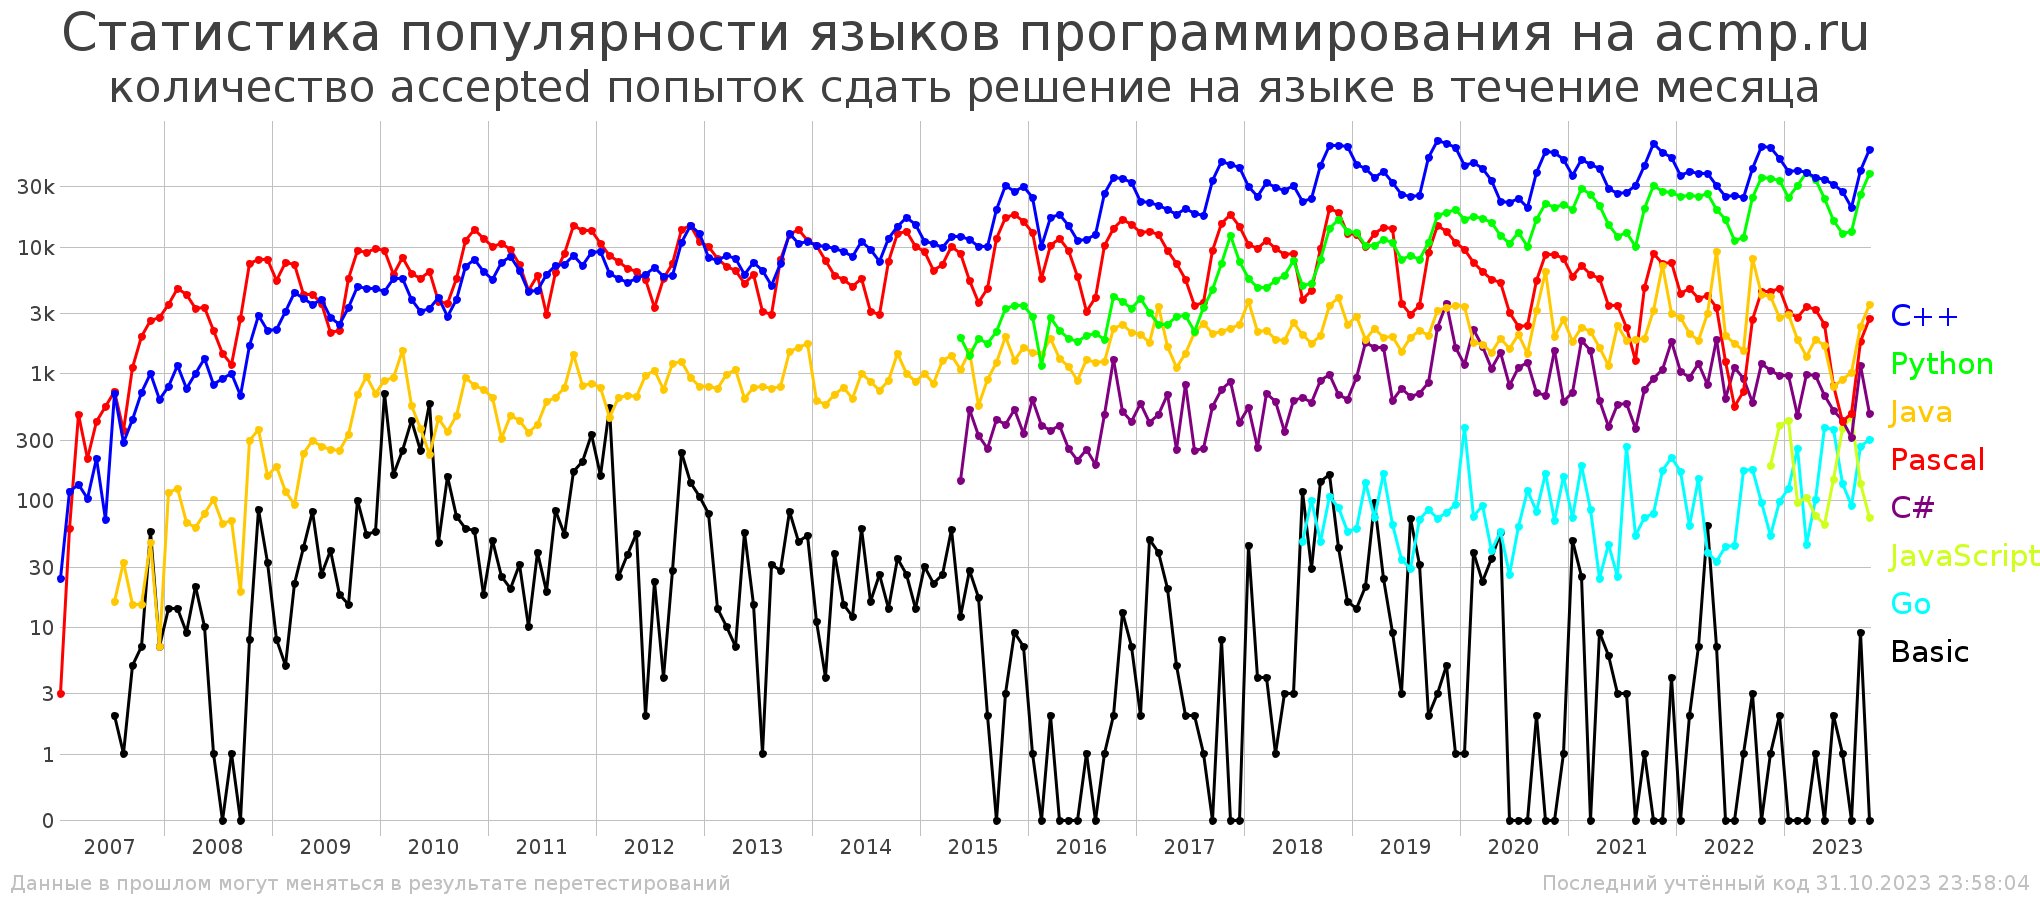 Статистика популярности языков программирования на acmp.ru
количество accepted попыток сдать решение на языке в течение месяца
30k
10k
3k
1k
300
100
30
10
3
1
0
C++
Python
Java
Pascal
C#
JavaScript
Go
Basic
2007 2008 2009 2010 2011 2012 2013 2014 2015 2016 2017 2018 2019 2020 2021 2022 2023
Данные в прошлом могут меняться в результате перетестирований
Последний учтённый код 31.10.2023 23:58:04